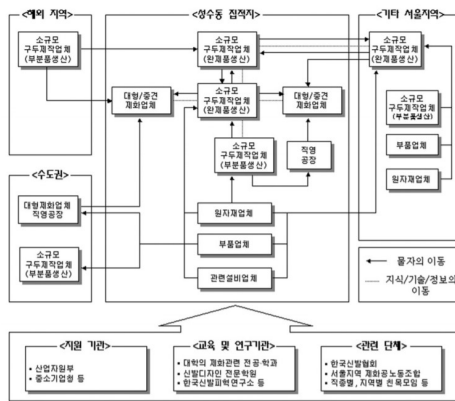 <해외 지역>
소규모
구두제작업체
(부분품생산)
<성수동 집적지>
소규모
구두제작업체
(완제품생산)
대형/중견
제화업체
소규모
구두제작업체
(완제품생산)
대형/중견
제화업체
소규모
구두제작업체
(부분품생산)
직영
공장
원자재업체
부품업체
관련설비업체
<기타 서울지역>
소규모
구두제작업체
(완제품생산)
소규모
구두제작업체
(부분품생산)
부품업체
원자재업체
<수도권>
대형제화업체
직영공장
소규모
구두제작업체
(부분품생산)
물자의 이동
지식/기술/정보의
이동
<지원 기관>
• 산업자원부
• 중소기업청 등
<교육 및 연구기관>
• 대학의 제화관련 전공·학과
• 신발디자인 전문학원
• 한국신발피혁연구소 등
<관련 단체>
• 한국신발협회
• 서울지역 제화공노동조합
• 직종별, 지역별 친목모임 등